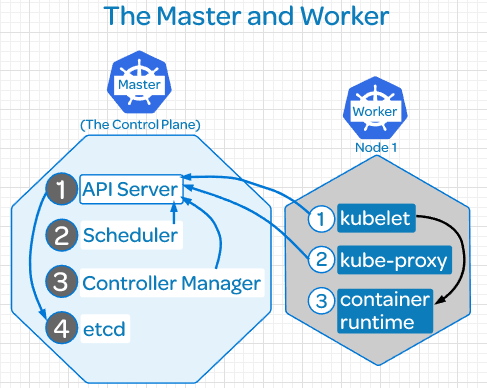 The Master and Worker
Master
(The Control Plane)
1 API Server
2 Scheduler
3 Controller Manager
4 etcd
Worker
Node 1
1 kubelet
2 kube-proxy
3 container
runtime